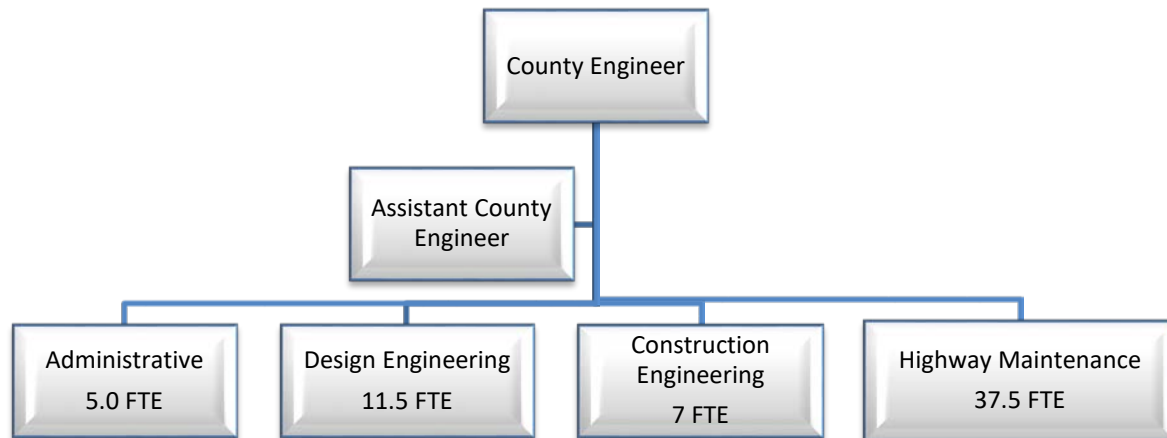 County Engineer
Assistant County
Engineer
Administrative
5.0 FTE
Design Engineering
11.5 FTE
Construction
Engineering
7 FTE
Highway Maintenance
37.5 FTE